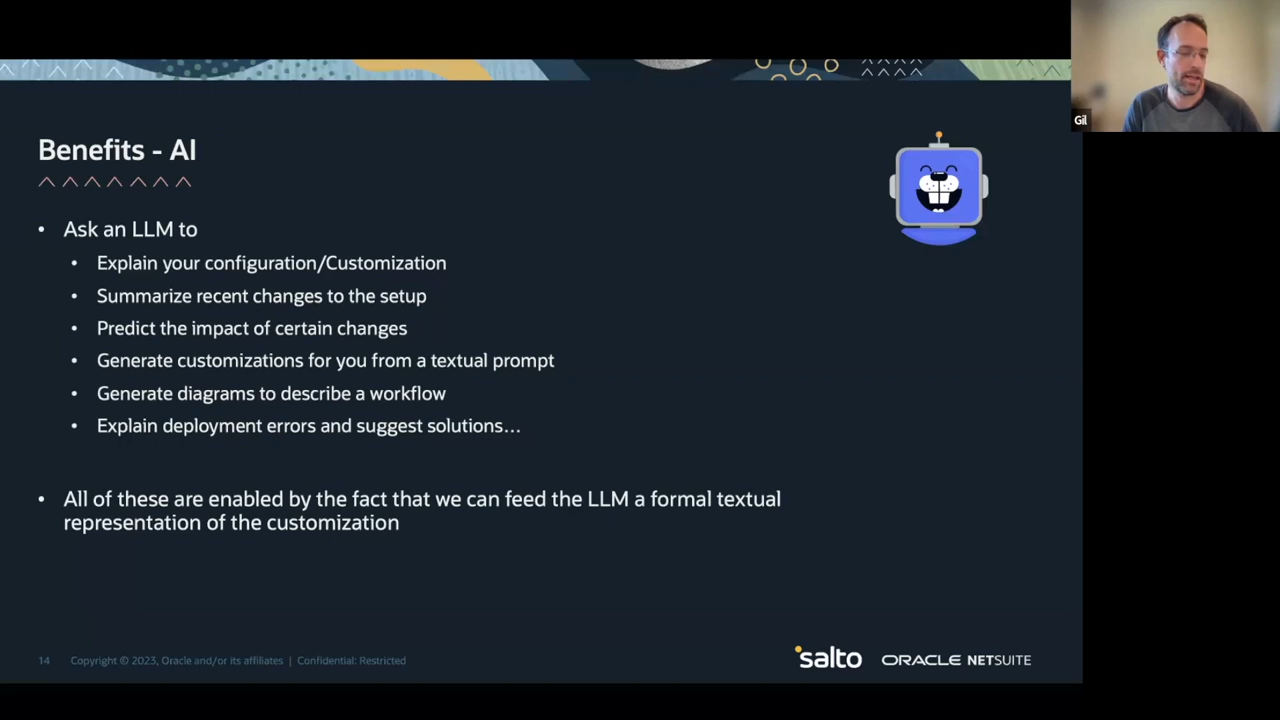 Benefits - AI
• Ask an LLM to
• Explain your configuration/Customization
• Summarize recent changes to the setup
• Predict the impact of certain changes
• Generate customizations for you from a textual prompt
• Generate diagrams to describe a workflow
• Explain deployment errors and suggest solutions...
• All of these are enabled by the fact that we can feed the LLM a formal textual
representation of the customization
14 Copyright © 2023, Oracle and/or its affiliates | Confidential: Restricted
salto ORACLE NETSUITE
Gil